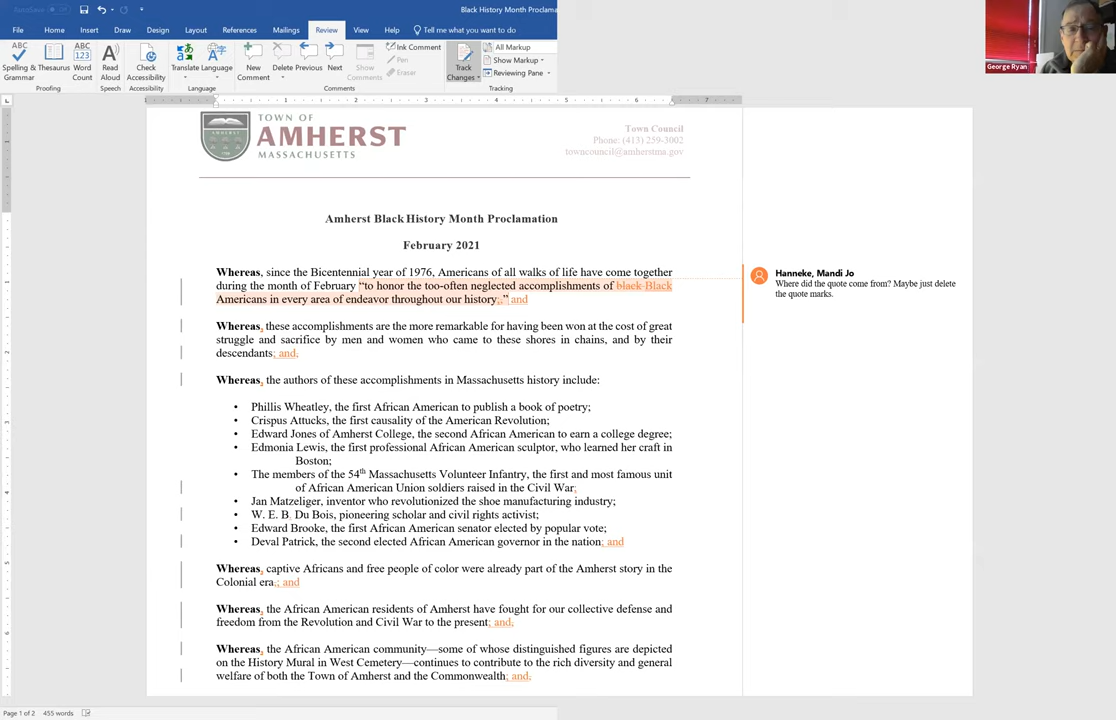 AutoSave
Black History Month Proclama
File Home Insert Draw Design Layout References Mailings Review View Help Tell me what you want to do
ABC Spelling & Grammar
Thesaurus
ABC 123 Word Count
Read Aloud
Check Accessibility
Translate
Language
New Comment
Delete
Previous
Next
Show Comments
Ink Comment
Pen
Eraser
Track Changes
All Markup
Show Markup
Reviewing Pane
Proofing Speech Accessibility Language Comments Tracking
George Ryan
1 2 3 4 5 6 7
TOWN OF
AMHERST
MASSACHUSETTS
Town Council
Phone: (413) 259-3002
towncouncil@amherstma.gov
Amherst Black History Month Proclamation
February 2021
Whereas, since the Bicentennial year of 1976, Americans of all walks of life have come together
during the month of February “to honor the too-often neglected accomplishments of black Black
Americans in every area of endeavor throughout our history;.” and
Whereas, these accomplishments are the more remarkable for having been won at the cost of great
struggle and sacrifice by men and women who came to these shores in chains, and by their
descendants; and.
Whereas, the authors of these accomplishments in Massachusetts history include:
• Phillis Wheatley, the first African American to publish a book of poetry;
• Crispus Attucks, the first causality of the American Revolution;
• Edward Jones of Amherst College, the second African American to earn a college degree;
• Edmonia Lewis, the first professional African American sculptor, who learned her craft in
Boston;
• The members of the 54th Massachusetts Volunteer Infantry, the first and most famous unit
of African American Union soldiers raised in the Civil War;
• Jan Matzeliger, inventor who revolutionized the shoe manufacturing industry;
• W. E. B. Du Bois, pioneering scholar and civil rights activist;
• Edward Brooke, the first African American senator elected by popular vote;
• Deval Patrick, the second elected African American governor in the nation; and
Whereas, captive Africans and free people of color were already part of the Amherst story in the
Colonial era.; and
Whereas, the African American residents of Amherst have fought for our collective defense and
freedom from the Revolution and Civil War to the present; and.
Whereas, the African American community—some of whose distinguished figures are depicted
on the History Mural in West Cemetery—continues to contribute to the rich diversity and general
welfare of both the Town of Amherst and the Commonwealth; and.
Hanneke, Mandi Jo
Where did the quote come from? Maybe just delete
the quote marks.
Page 1 of 2 455 words